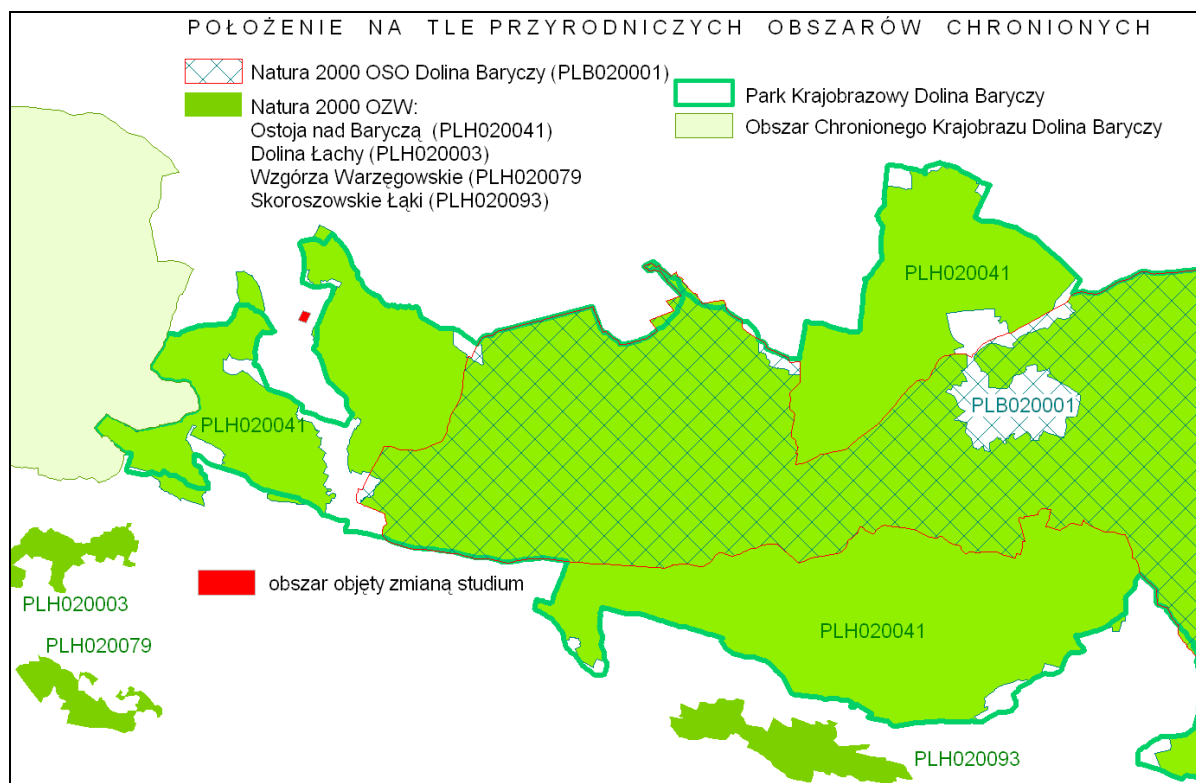 POŁOŻENIE NA TLE PRZYRODNICZYCH OBSZARÓW CHRONIONYCH
Natura 2000 OSO Dolina Baryczy (PLB020001)
Natura 2000 OZW:
Ostoja nad Baryczą (PLH020041)
Dolina Łachy (PLH020003)
Wzgórza Warzęgowskie (PLH020079
Skoroszowskie Łąki (PLH020093)
Park Krajobrazowy Dolina Baryczy
Obszar Chronionego Krajobrazu Dolina Baryczy
PLH020041
PLB020001
PLH020041
obszar objęty zmianą studium
PLH020003
PLH020041
PLH020079
PLH020093